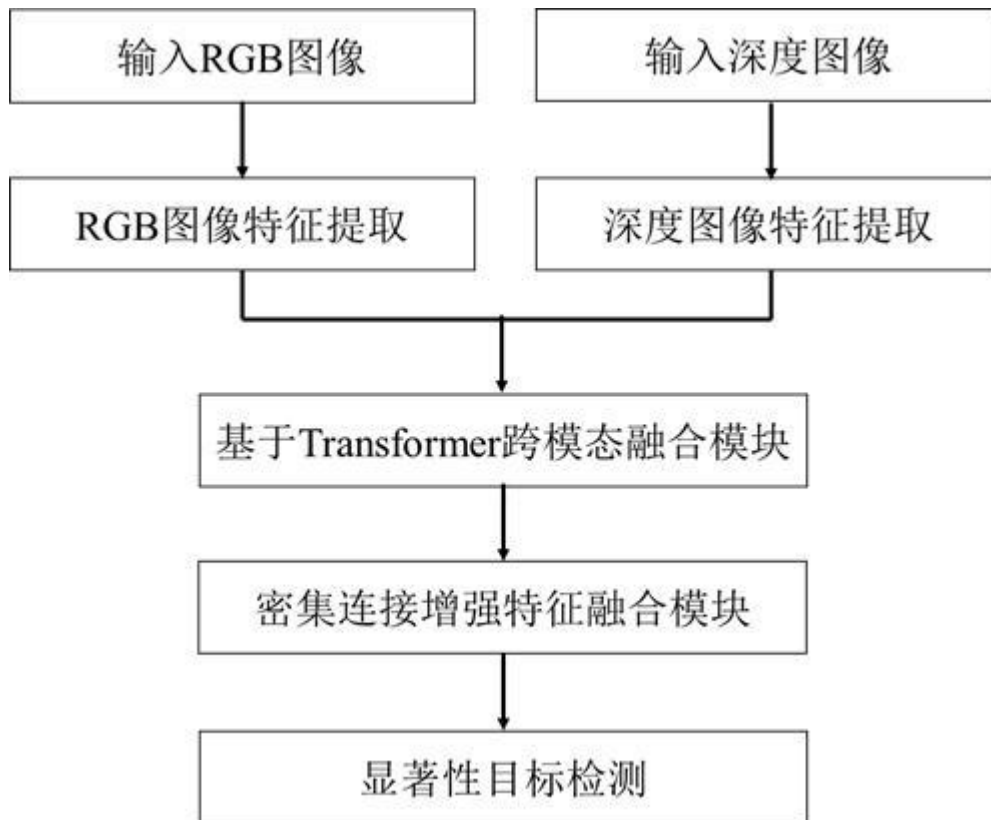 输入RGB图像
输入深度图像
RGB图像特征提取
深度图像特征提取
基于Transformer跨模态融合模块
密集连接增强特征融合模块
显著性目标检测